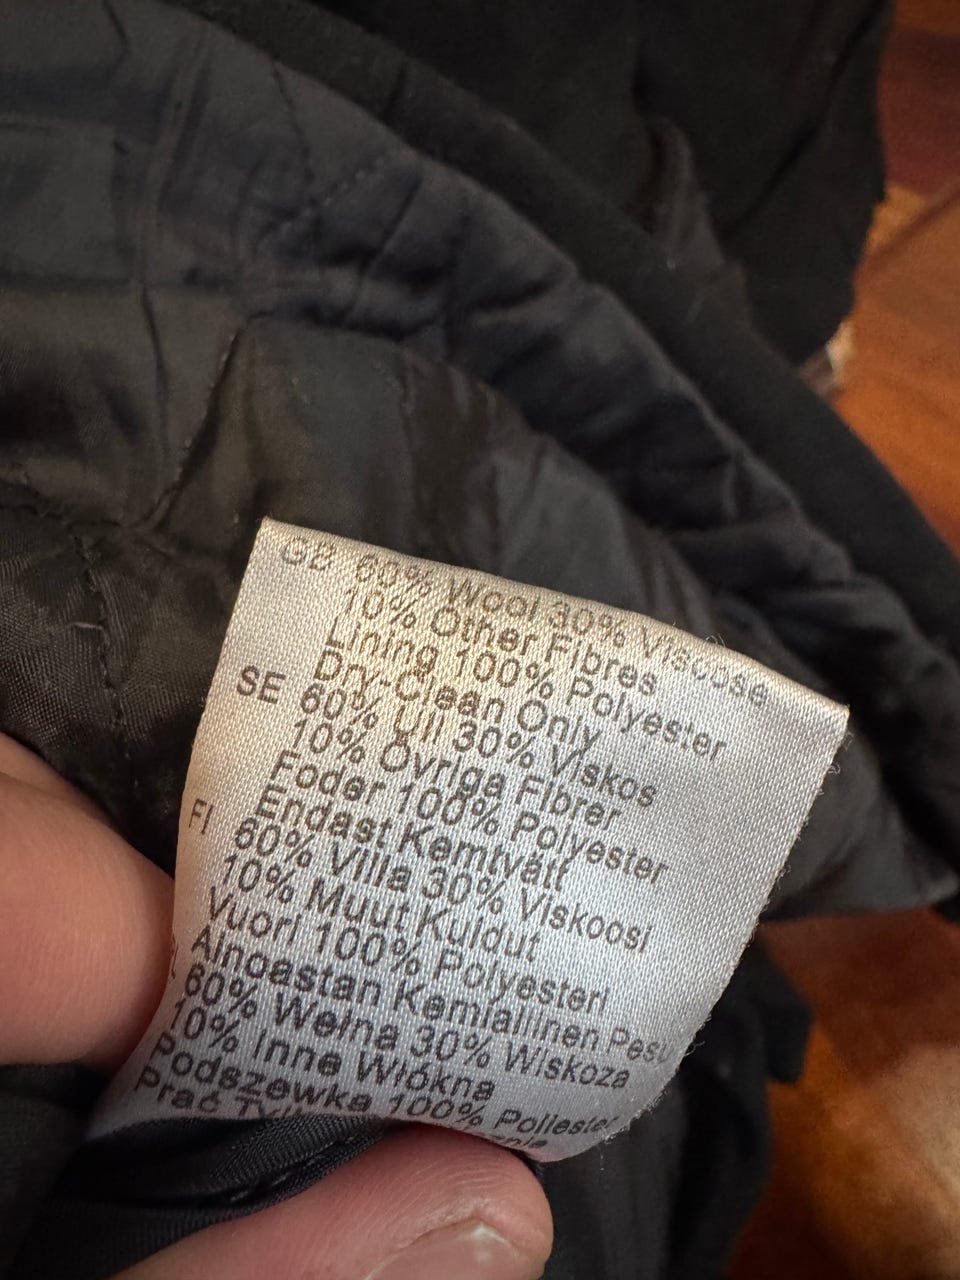 GB 60% Wool 30% Viscose
10% Other Fibres
Lining 100% Polyester
Dry-Clean Only
SE 60% Ull 30% Viskos
10% Övriga Fibrer
Foder 100% Polyester
Endast Kemtvätt
FI 60% Villa 30% Viskoosi
10% Muut Kuidut
Vuori 100% Polyesteri
Ainoastan Kemiallinen
60% Wełna 30% Wiskoza
10% Inne Włókna
Podszewka 100% Poliester
Prać